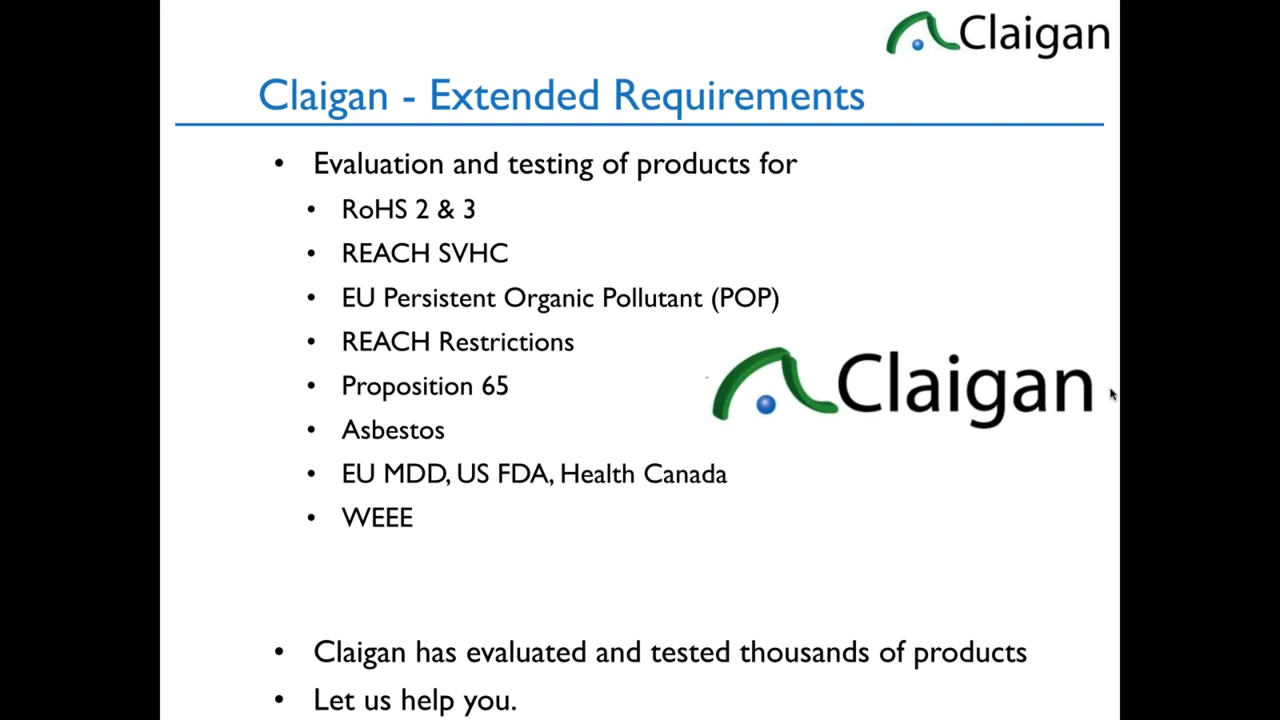 Claigan
Claigan - Extended Requirements
• Evaluation and testing of products for
• RoHS 2 & 3
• REACH SVHC
• EU Persistent Organic Pollutant (POP)
• REACH Restrictions
• Proposition 65
Claigan
• Asbestos
• EU MDD, US FDA, Health Canada
• WEEE
• Claigan has evaluated and tested thousands of products
• Let us help you.